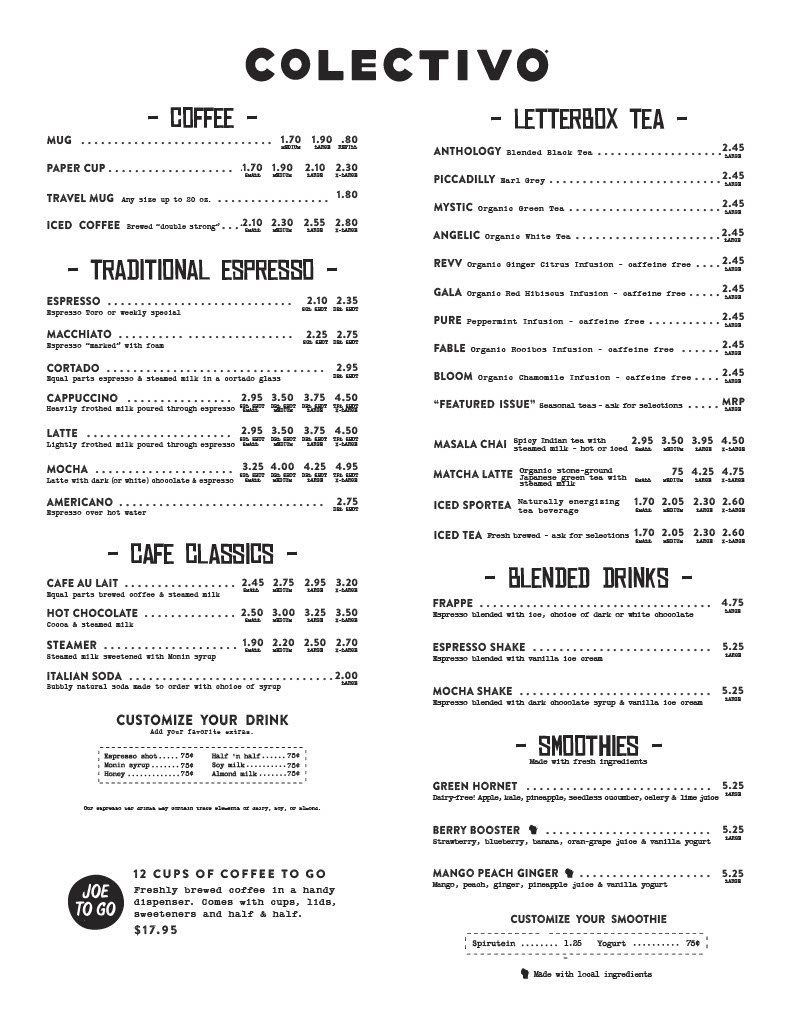 COLECTIVO
- COFFEE -
MUG 1.70 1.90 .80
MEDIUM LARGE REFILL
PAPER CUP 1.70 1.90 2.10 2.30
SMALL MEDIUM LARGE X-LARGE
TRAVEL MUG Any size up to 20 oz. 1.80
ICED COFFEE Brewed "double strong" 2.10 2.30 2.55 2.80
SMALL MEDIUM LARGE X-LARGE
- TRADITIONAL ESPRESSO -
ESPRESSO 2.10 2.35
Espresso Toro or weekly special SGL SHOT DBL SHOT
MACCHIATO 2.25 2.75
Espresso "marked" with foam SGL SHOT DBL SHOT
CORTADO 2.95
Equal parts espresso & steamed milk in a cortado glass DBL SHOT
CAPPUCCINO 2.95 3.50 3.75 4.50
SGL SHOT DBL SHOT DBL SHOT TPL SHOT
Heavily frothed milk poured through espresso SMALL MEDIUM LARGE X-LARGE
LATTE 2.95 3.50 3.75 4.50
SGL SHOT DBL SHOT DBL SHOT TPL SHOT
Lightly frothed milk poured through espresso SMALL MEDIUM LARGE X-LARGE
MOCHA 3.25 4.00 4.25 4.95
SGL SHOT DBL SHOT DBL SHOT TPL SHOT
Latte with dark (or white) chocolate & espresso SMALL MEDIUM LARGE X-LARGE
AMERICANO 2.75
Espresso over hot water DBL SHOT
- CAFE CLASSICS -
CAFE AU LAIT 2.45 2.75 2.95 3.20
SMALL MEDIUM LARGE X-LARGE
Equal parts brewed coffee & steamed milk
HOT CHOCOLATE 2.50 3.00 3.25 3.50
SMALL MEDIUM LARGE X-LARGE
Cocoa & steamed milk
STEAMER 1.90 2.20 2.50 2.70
SMALL MEDIUM LARGE X-LARGE
Steamed milk sweetened with Monin syrup
ITALIAN SODA 2.00
LARGE
Bubbly natural soda made to order with choice of syrup
CUSTOMIZE YOUR DRINK
Add your favorite extras.
Espresso shot..... 75¢ Half 'n half...... 75¢
Monin syrup....... 75¢ Soy milk.......... 75¢
Honey............. 75¢ Almond milk....... 75¢
Our espresso bar drinks may contain trace elements of dairy, soy, or almond.
JOE
TO GO
12 CUPS OF COFFEE TO GO
Freshly brewed coffee in a handy
dispenser. Comes with cups, lids,
sweeteners and half & half.
$17.95
- LETTERBOX TEA -
ANTHOLOGY Blended Black Tea 2.45
LARGE
PICCADILLY Earl Grey 2.45
LARGE
MYSTIC Organic Green Tea 2.45
LARGE
ANGELIC Organic White Tea 2.45
LARGE
REVV Organic Ginger Citrus Infusion - caffeine free 2.45
LARGE
GALA Organic Red Hibiscus Infusion - caffeine free 2.45
LARGE
PURE Peppermint Infusion - caffeine free 2.45
LARGE
FABLE Organic Rooibos Infusion - caffeine free 2.45
LARGE
BLOOM Organic Chamomile Infusion - caffeine free 2.45
LARGE
"FEATURED ISSUE" Seasonal teas - ask for selections MRP
LARGE
MASALA CHAI Spicy Indian tea with 2.95 3.50 3.95 4.50
steamed milk - hot or iced SMALL MEDIUM LARGE X-LARGE
MATCHA LATTE Organic stone-ground 75 4.25 4.75
Japanese green tea with SMALL MEDIUM LARGE X-LARGE
steamed milk
ICED SPORTEA Naturally energizing 1.70 2.05 2.30 2.60
tea beverage SMALL MEDIUM LARGE X-LARGE
ICED TEA Fresh brewed - ask for selections 1.70 2.05 2.30 2.60
SMALL MEDIUM LARGE X-LARGE
- BLENDED DRINKS -
FRAPPE 4.75
LARGE
Espresso blended with ice, choice of dark or white chocolate
ESPRESSO SHAKE 5.25
LARGE
Espresso blended with vanilla ice cream
MOCHA SHAKE 5.25
LARGE
Espresso blended with dark chocolate syrup & vanilla ice cream
- SMOOTHIES -
Made with fresh ingredients
GREEN HORNET 5.25
Dairy-free! Apple, kale, pineapple, seedless cucumber, celery & lime juice LARGE
BERRY BOOSTER 5.25
LARGE
Strawberry, blueberry, banana, cran-grape juice & vanilla yogurt
MANGO PEACH GINGER 5.25
LARGE
Mango, peach, ginger, pineapple juice & vanilla yogurt
CUSTOMIZE YOUR SMOOTHIE
Spirutein ........ 1.25 Yogurt .......... 75¢
Made with local ingredients